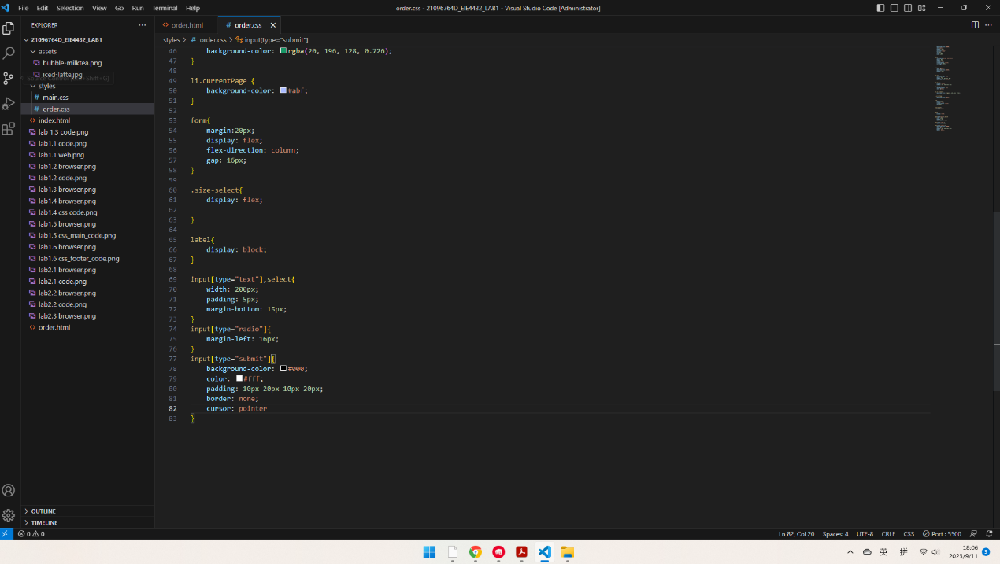 File Edit Selection View Go Run Terminal Help
order.css - 21096764D_EIE4432_LAB1 - Visual Studio Code [Administrator]
EXPLORER
21096764D_EIE4432_LAB1
assets
bubble-milktea.png
iced-latte.jpg
styles
main.css
order.css
index.html
lab 1.3 code.png
lab1.1 code.png
lab1.1 web.png
lab1.2 browser.png
lab1.2 code.png
lab1.3 browser.png
lab1.4 browser.png
lab1.4 css code.png
lab1.5 browser.png
lab1.5 css_main_code.png
lab1.6 browser.png
lab1.6 css_footer_code.png
lab2.1 browser.png
lab2.1 code.png
lab2.2 browser.png
lab2.2 code.png
lab2.3 browser.png
order.html
OUTLINE
TIMELINE
order.html
order.css
styles > order.css > input[type="submit"]
46 background-color: rgba(20, 196, 128, 0.726);
47 }
48
49 li.currentPage {
50 background-color: #abf;
51 }
52
53 form{
54 margin:20px;
55 display: flex;
56 flex-direction: column;
57 gap: 16px;
58 }
59
60 .size-select{
61 display: flex;
62
63 }
64
65 label{
66 display: block;
67 }
68
69 input[type="text"],select{
70 width: 200px;
71 padding: 5px;
72 margin-bottom: 15px;
73 }
74 input[type="radio"]{
75 margin-left: 16px;
76 }
77 input[type="submit"]{
78 background-color: #000;
79 color: #fff;
80 padding: 10px 20px 10px 20px;
81 border: none;
82 cursor: pointer
83 }
0 0
Ln 82, Col 20 Spaces: 4 UTF-8 CRLF CSS Port : 5500
英 拼
18:06
2023/9/11
3